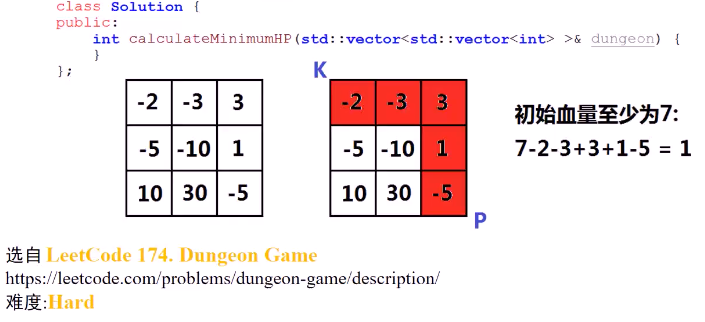 class Solution {
public:
    int calculateMinimumHP(std::vector<std::vector<int> >& dungeon) {
    }
};
K
-2 -3 3
-5 -10 1
10 30 -5
-2 -3 3
-5 -10 1
10 30 -5
P
初始血量至少为7:
7-2-3+3+1-5 = 1
选自 LeetCode 174. Dungeon Game
https://leetcode.com/problems/dungeon-game/description/
难度:Hard